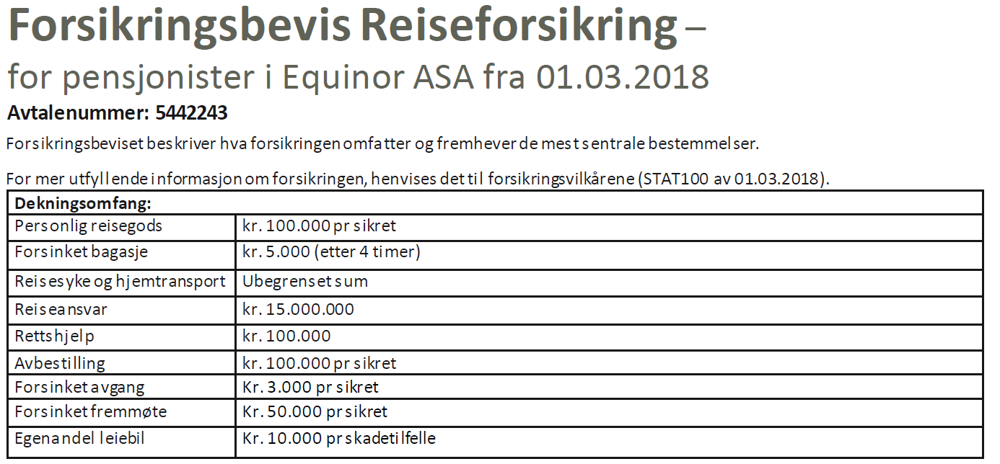 Forsikringsbevis Reiseforsikring –
for pensjonister i Equinor ASA fra 01.03.2018
Avtalenummer: 5442243
Forsikringsbeviset beskriver hva forsikringen omfatter og fremhever de mest sentrale bestemmelser.
For mer utfyllende informasjon om forsikringen, henvises det til forsikringsvilkårene (STAT100 av 01.03.2018).
Dekningsomfang:
Personlig reisegods kr. 100.000 pr sikret
Forsinket bagasje kr. 5.000 (etter 4 timer)
Reisesyke og hjemtransport Ubegrenset sum
Reiseansvar kr. 15.000.000
Rettshjelp kr. 100.000
Avbestilling kr. 100.000 pr sikret
Forsinket avgang Kr. 3.000 pr sikret
Forsinket fremmøte Kr. 50.000 pr sikret
Egenandel leiebil Kr. 10.000 pr skadetilfelle